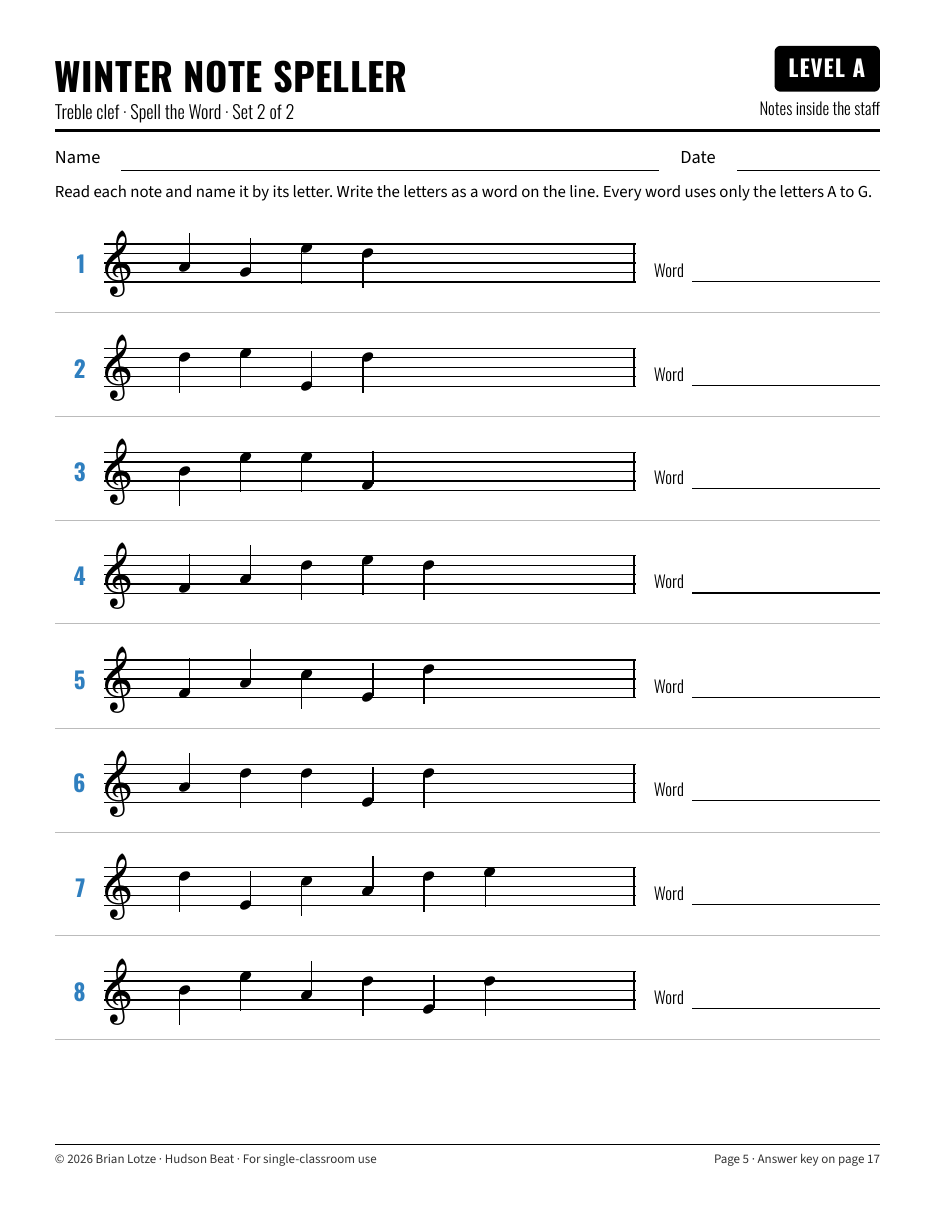 WINTER NOTE SPELLER
LEVEL A
Treble clef · Spell the Word · Set 2 of 2
Notes inside the staff
Name
Date
Read each note and name it by its letter. Write the letters as a word on the line. Every word uses only the letters A to G.
1 Word
2 Word
3 Word
4 Word
5 Word
6 Word
7 Word
8 Word
© 2026 Brian Lotze · Hudson Beat · For single-classroom use
Page 5 · Answer key on page 17